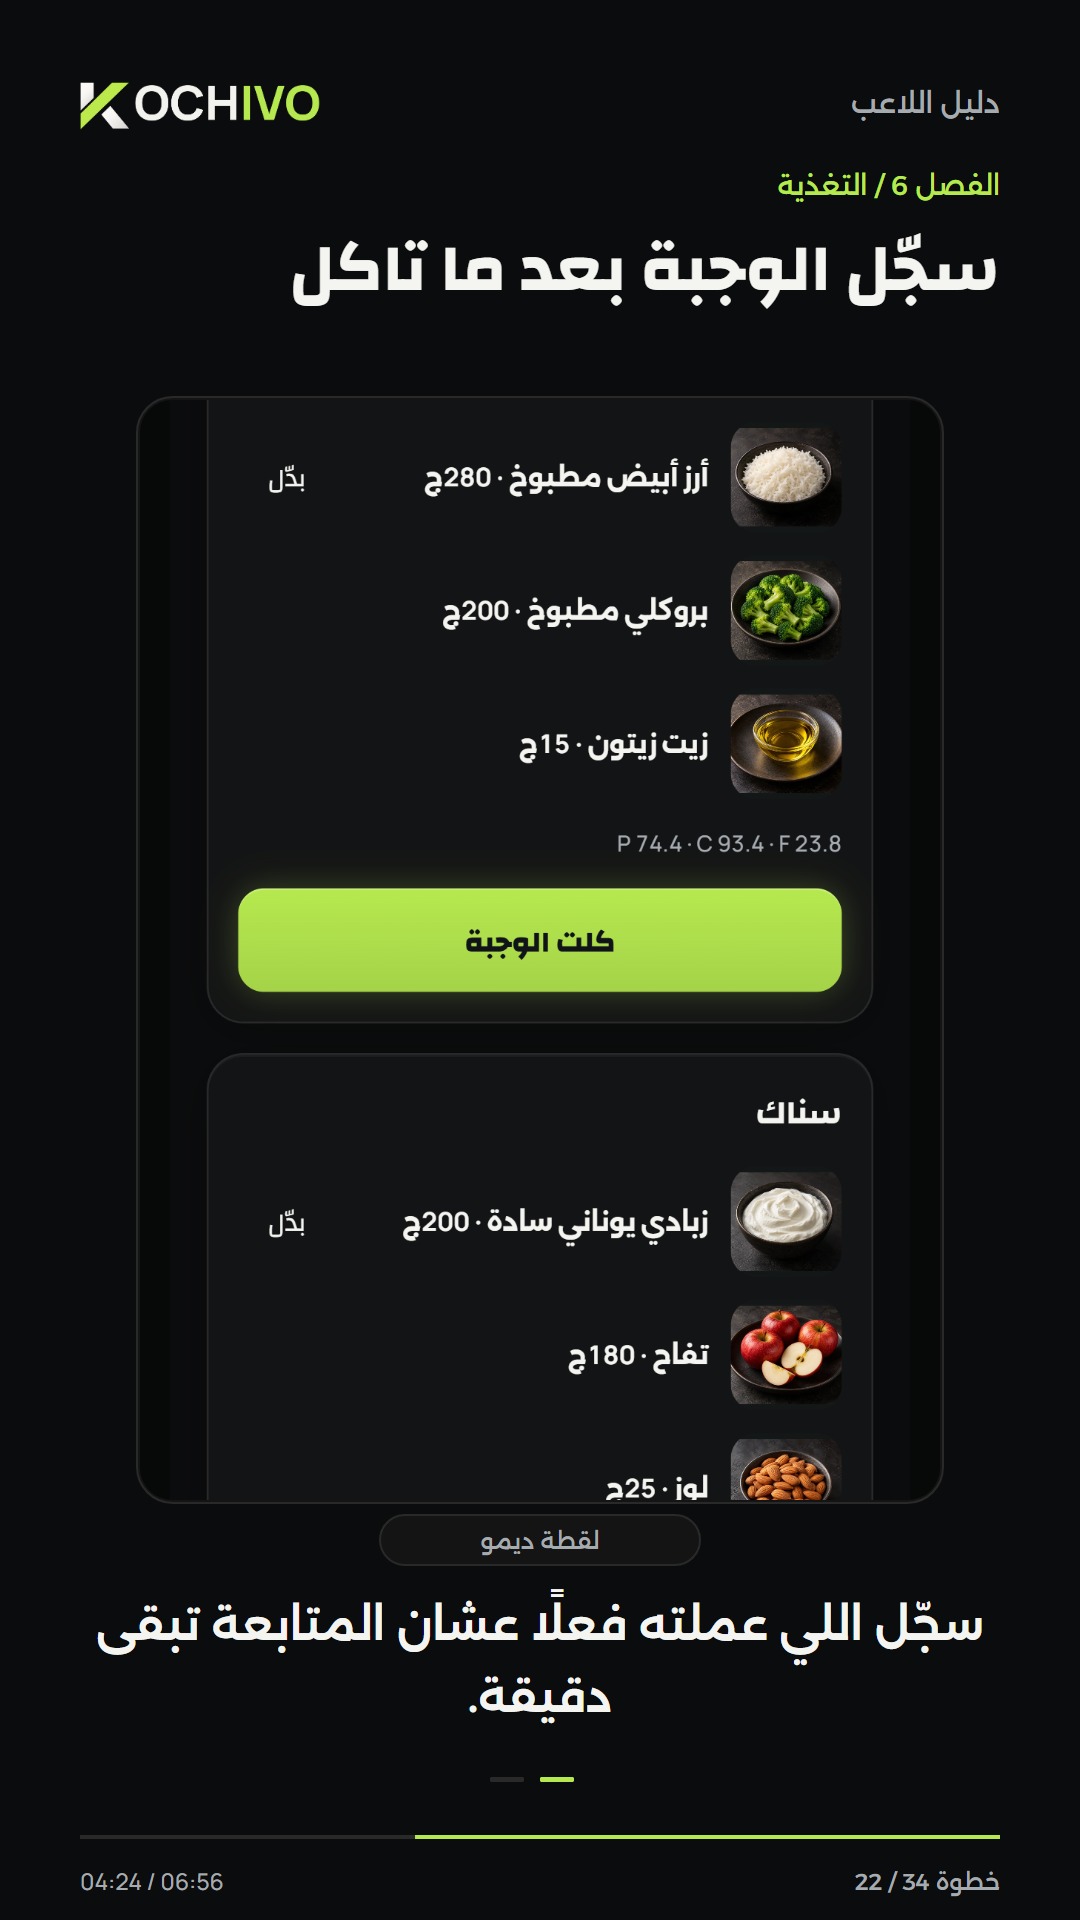 KOCHIVO
دليل اللاعب
الفصل 6 / التغذية
سجّل الوجبة بعد ما تاكل
أرز أبيض مطبوخ · 280ج
بدّل
بروكلي مطبوخ · 200ج
زيت زيتون · 15ج
P 74.4 · C 93.4 · F 23.8
كلت الوجبة
سناك
زبادي يوناني سادة · 200ج
بدّل
تفاح · 180ج
لوز · 25ج
لقطة ديمو
سجّل اللي عملته فعلًا عشان المتابعة تبقى
دقيقة.
خطوة 22 / 34
04:24 / 06:56